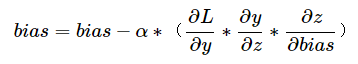 bias = bias − α ∗ （ ∂L/∂y ∗ ∂y/∂z ∗ ∂z/∂bias ）